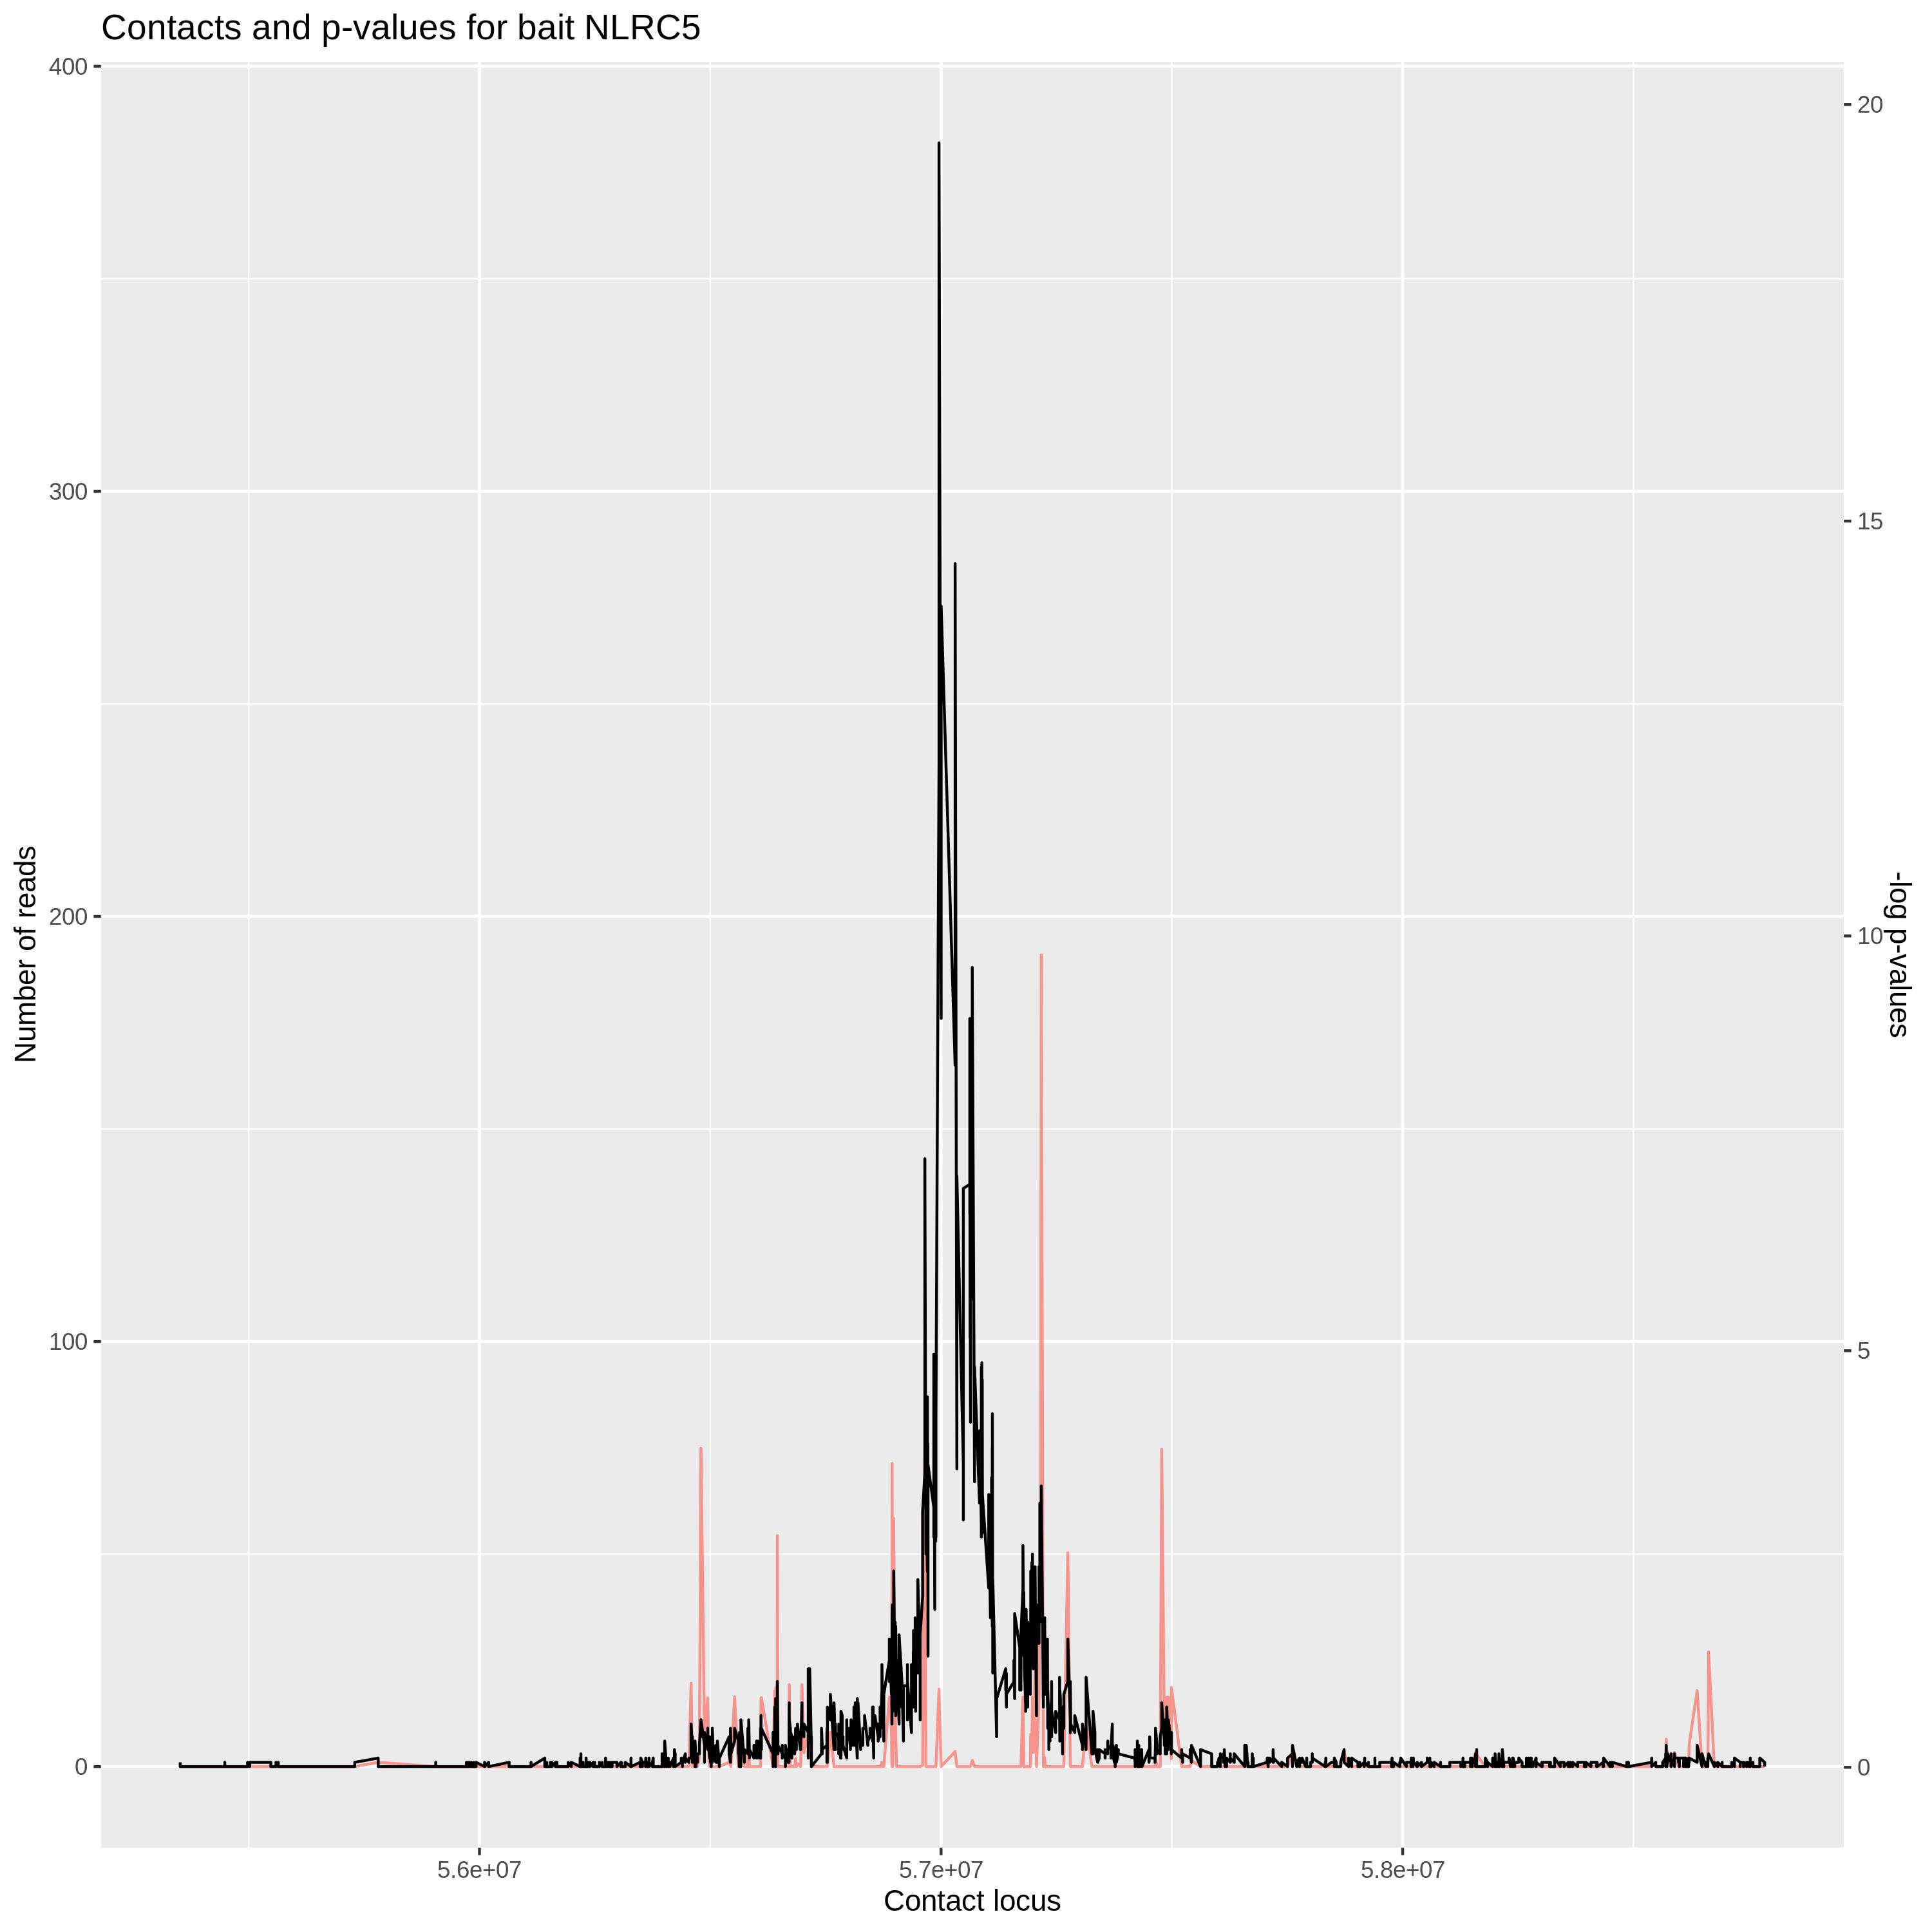 Contacts and p-values for bait NLRC5
400
300
200
100
0
Number of reads
20
15
10
5
0
-log p-values
5.6e+07
5.7e+07
5.8e+07
Contact locus